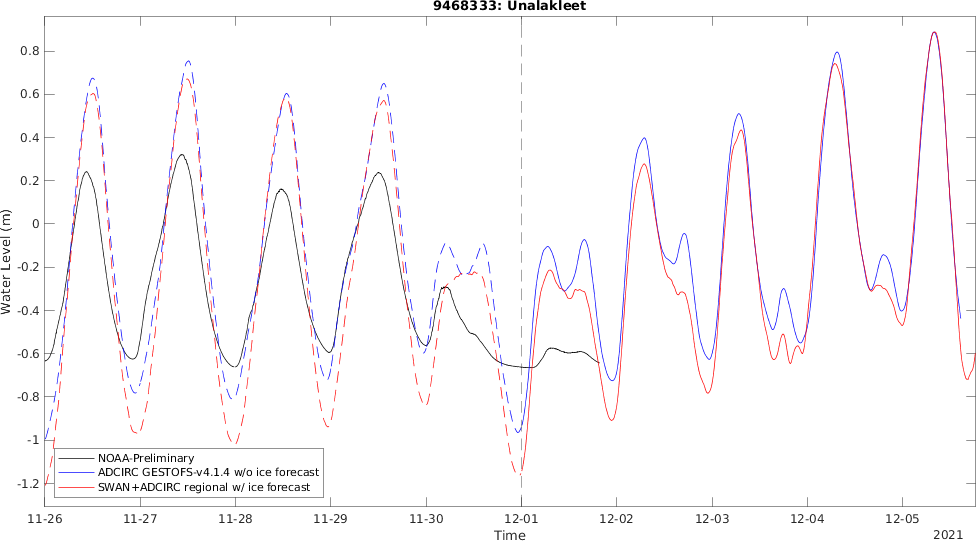 9468333: Unalakleet
Water Level (m)
0.8
0.6
0.4
0.2
0
-0.2
-0.4
-0.6
-0.8
-1
-1.2
NOAA-Preliminary
ADCIRC GESTOFS-v4.1.4 w/o ice forecast
SWAN+ADCIRC regional w/ ice forecast
11-26 11-27 11-28 11-29 11-30 12-01 12-02 12-03 12-04 12-05
Time
2021